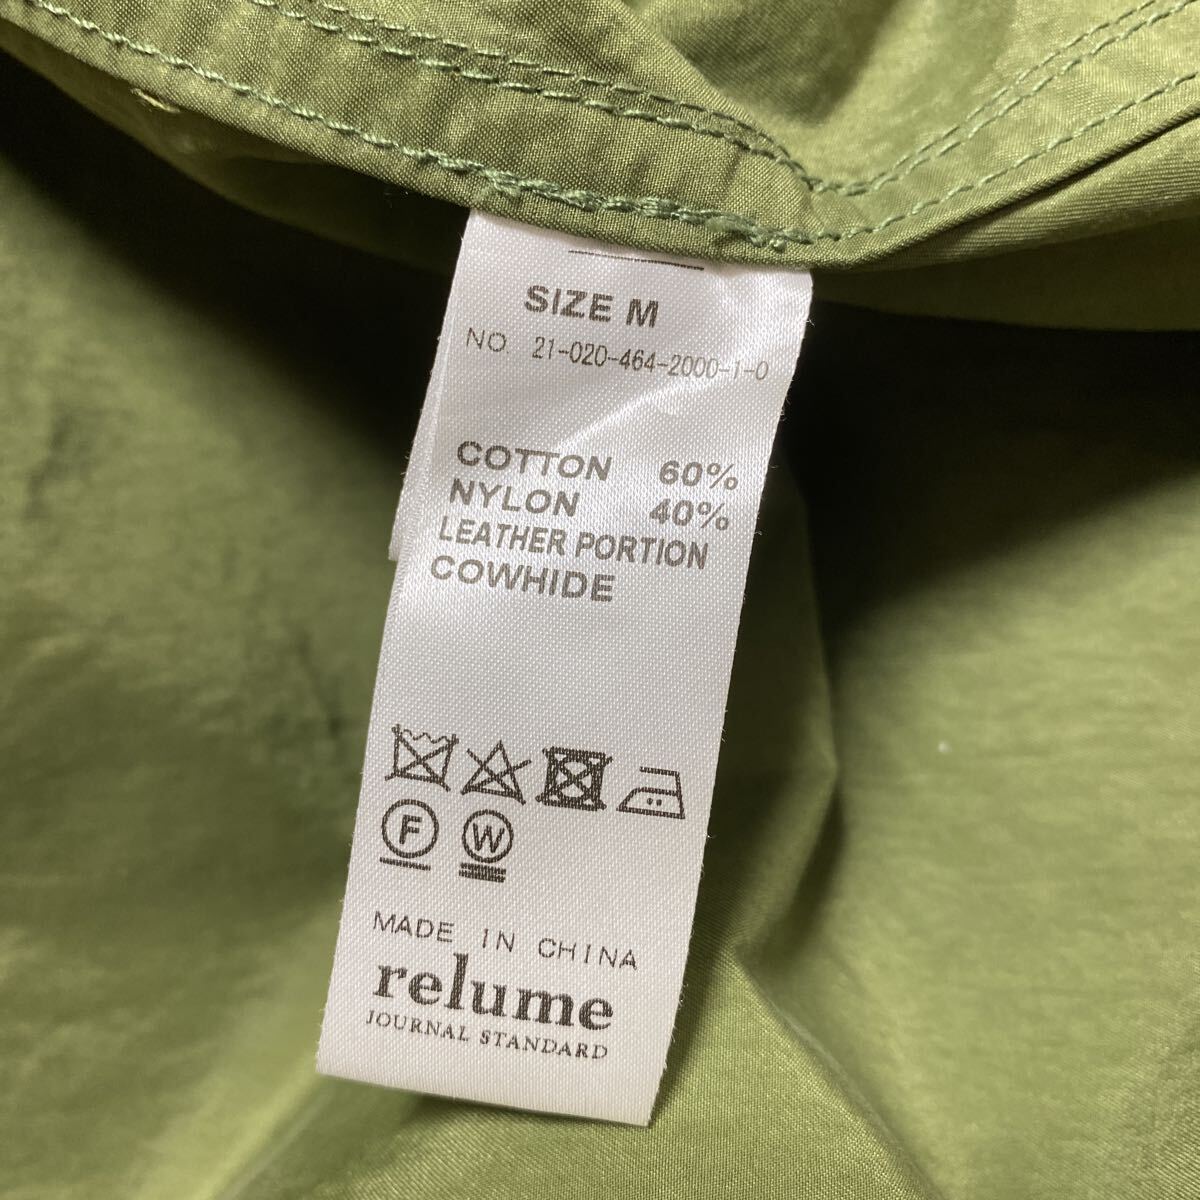 SIZE M
NO. 21-020-464-2000-1-0
COTTON 60%
NYLON 40%
LEATHER PORTION
COWHIDE
F W
MADE IN CHINA
relume
JOURNAL STANDARD